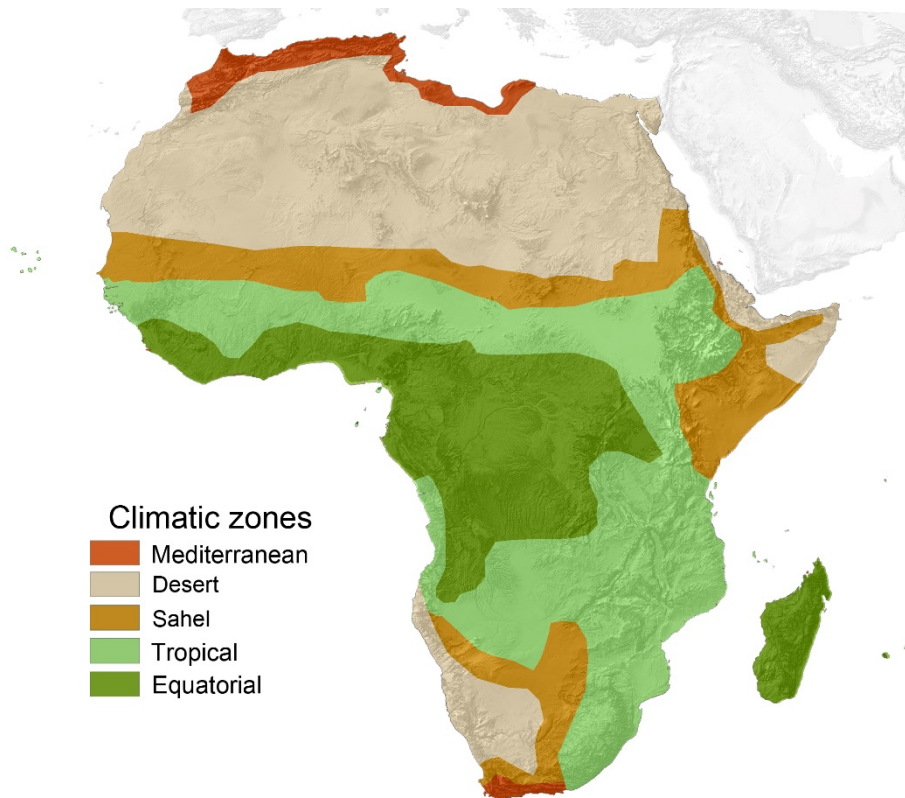 Climatic zones
Mediterranean
Desert
Sahel
Tropical
Equatorial